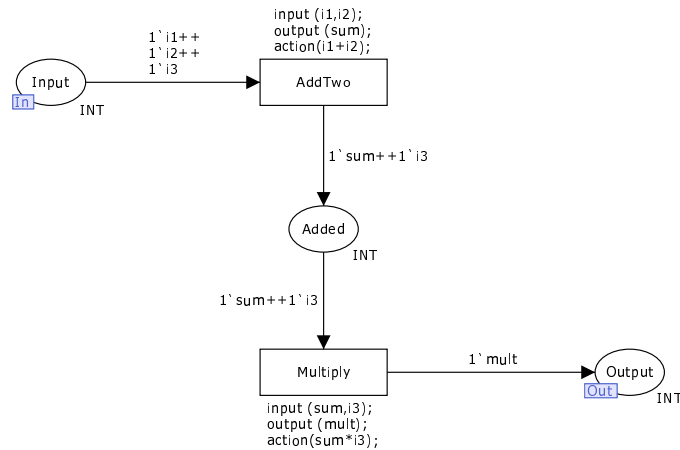 input (i1,i2);
output (sum);
action(i1+i2);
1`i1++
1`i2++
1`i3
Input
In
INT
AddTwo
1`sum++1`i3
Added
INT
1`sum++1`i3
Multiply
1`mult
Output
Out
INT
input (sum,i3);
output (mult);
action(sum*i3);